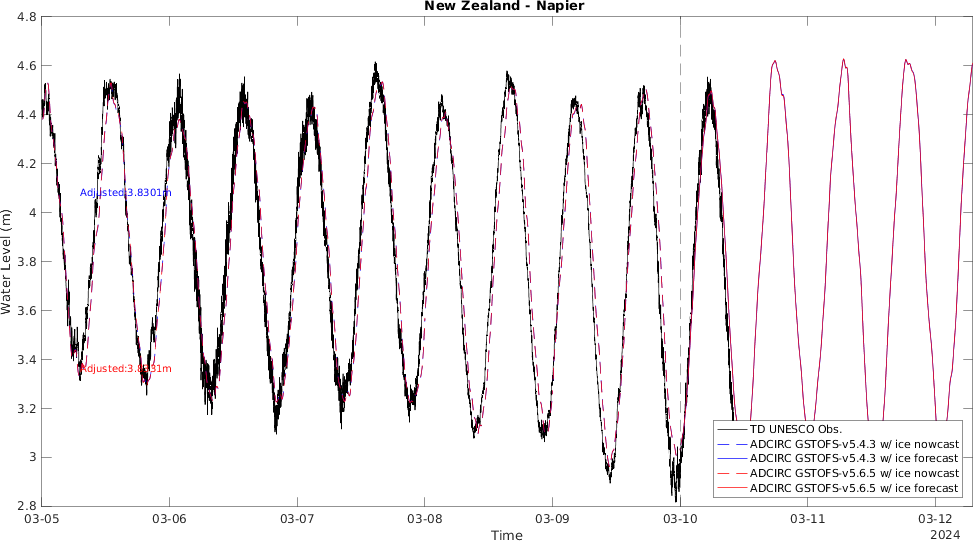 New Zealand - Napier
4.8
4.6
4.4
4.2
4
3.8
3.6
3.4
3.2
3
2.8
Water Level (m)
Adjusted:3.8301m
Adjusted:3.8331m
TD UNESCO Obs.
ADCIRC GSTOFS-v5.4.3 w/ ice nowcast
ADCIRC GSTOFS-v5.4.3 w/ ice forecast
ADCIRC GSTOFS-v5.6.5 w/ ice nowcast
ADCIRC GSTOFS-v5.6.5 w/ ice forecast
03-05 03-06 03-07 03-08 03-09 03-10 03-11 03-12
Time
2024